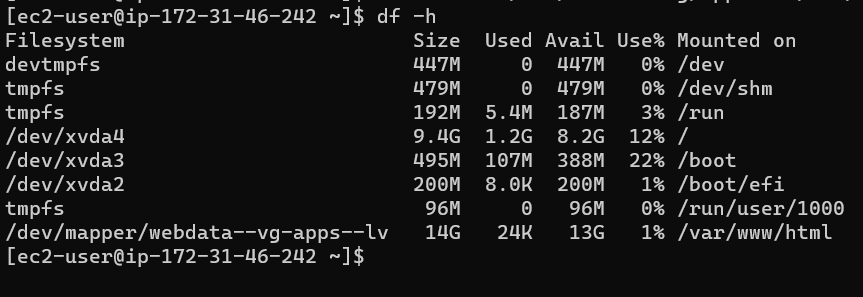 [ec2-user@ip-172-31-46-242 ~]$ df -h
Filesystem Size Used Avail Use% Mounted on
devtmpfs 447M 0 447M 0% /dev
tmpfs 479M 0 479M 0% /dev/shm
tmpfs 192M 5.4M 187M 3% /run
/dev/xvda4 9.4G 1.2G 8.2G 12% /
/dev/xvda3 495M 107M 388M 22% /boot
/dev/xvda2 200M 8.0K 200M 1% /boot/efi
tmpfs 96M 0 96M 0% /run/user/1000
/dev/mapper/webdata--vg-apps--lv 14G 24K 13G 1% /var/www/html
[ec2-user@ip-172-31-46-242 ~]$